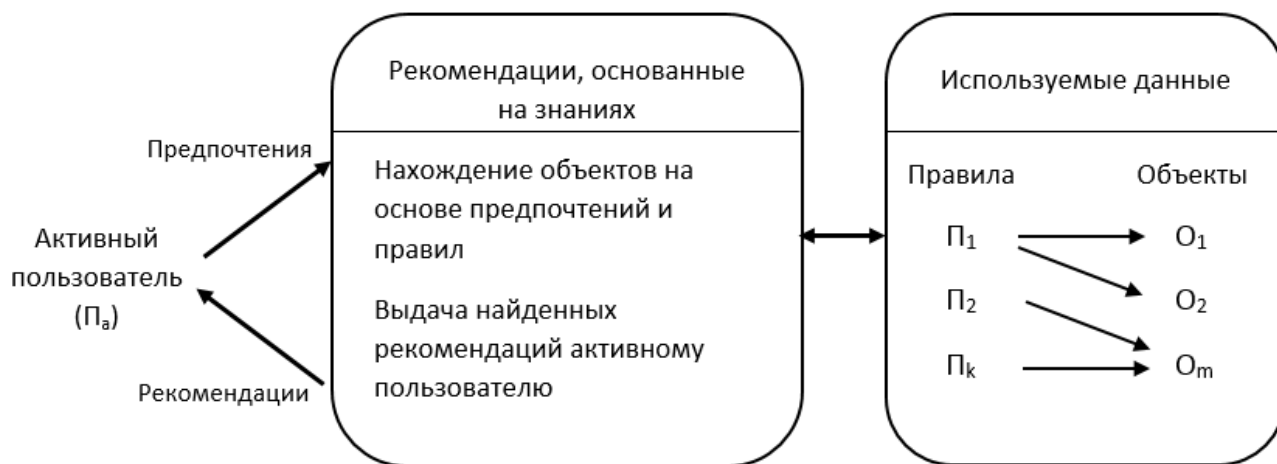 Рекомендации, основанные
на знаниях
Используемые данные
Предпочтения
Нахождение объектов на
основе предпочтений и
правил
Правила
Объекты
Активный
пользователь
(Пₐ)
П₁
О₁
П₂
О₂
Выдача найденных
рекомендаций активному
пользователю
Пₖ
Оₘ
Рекомендации